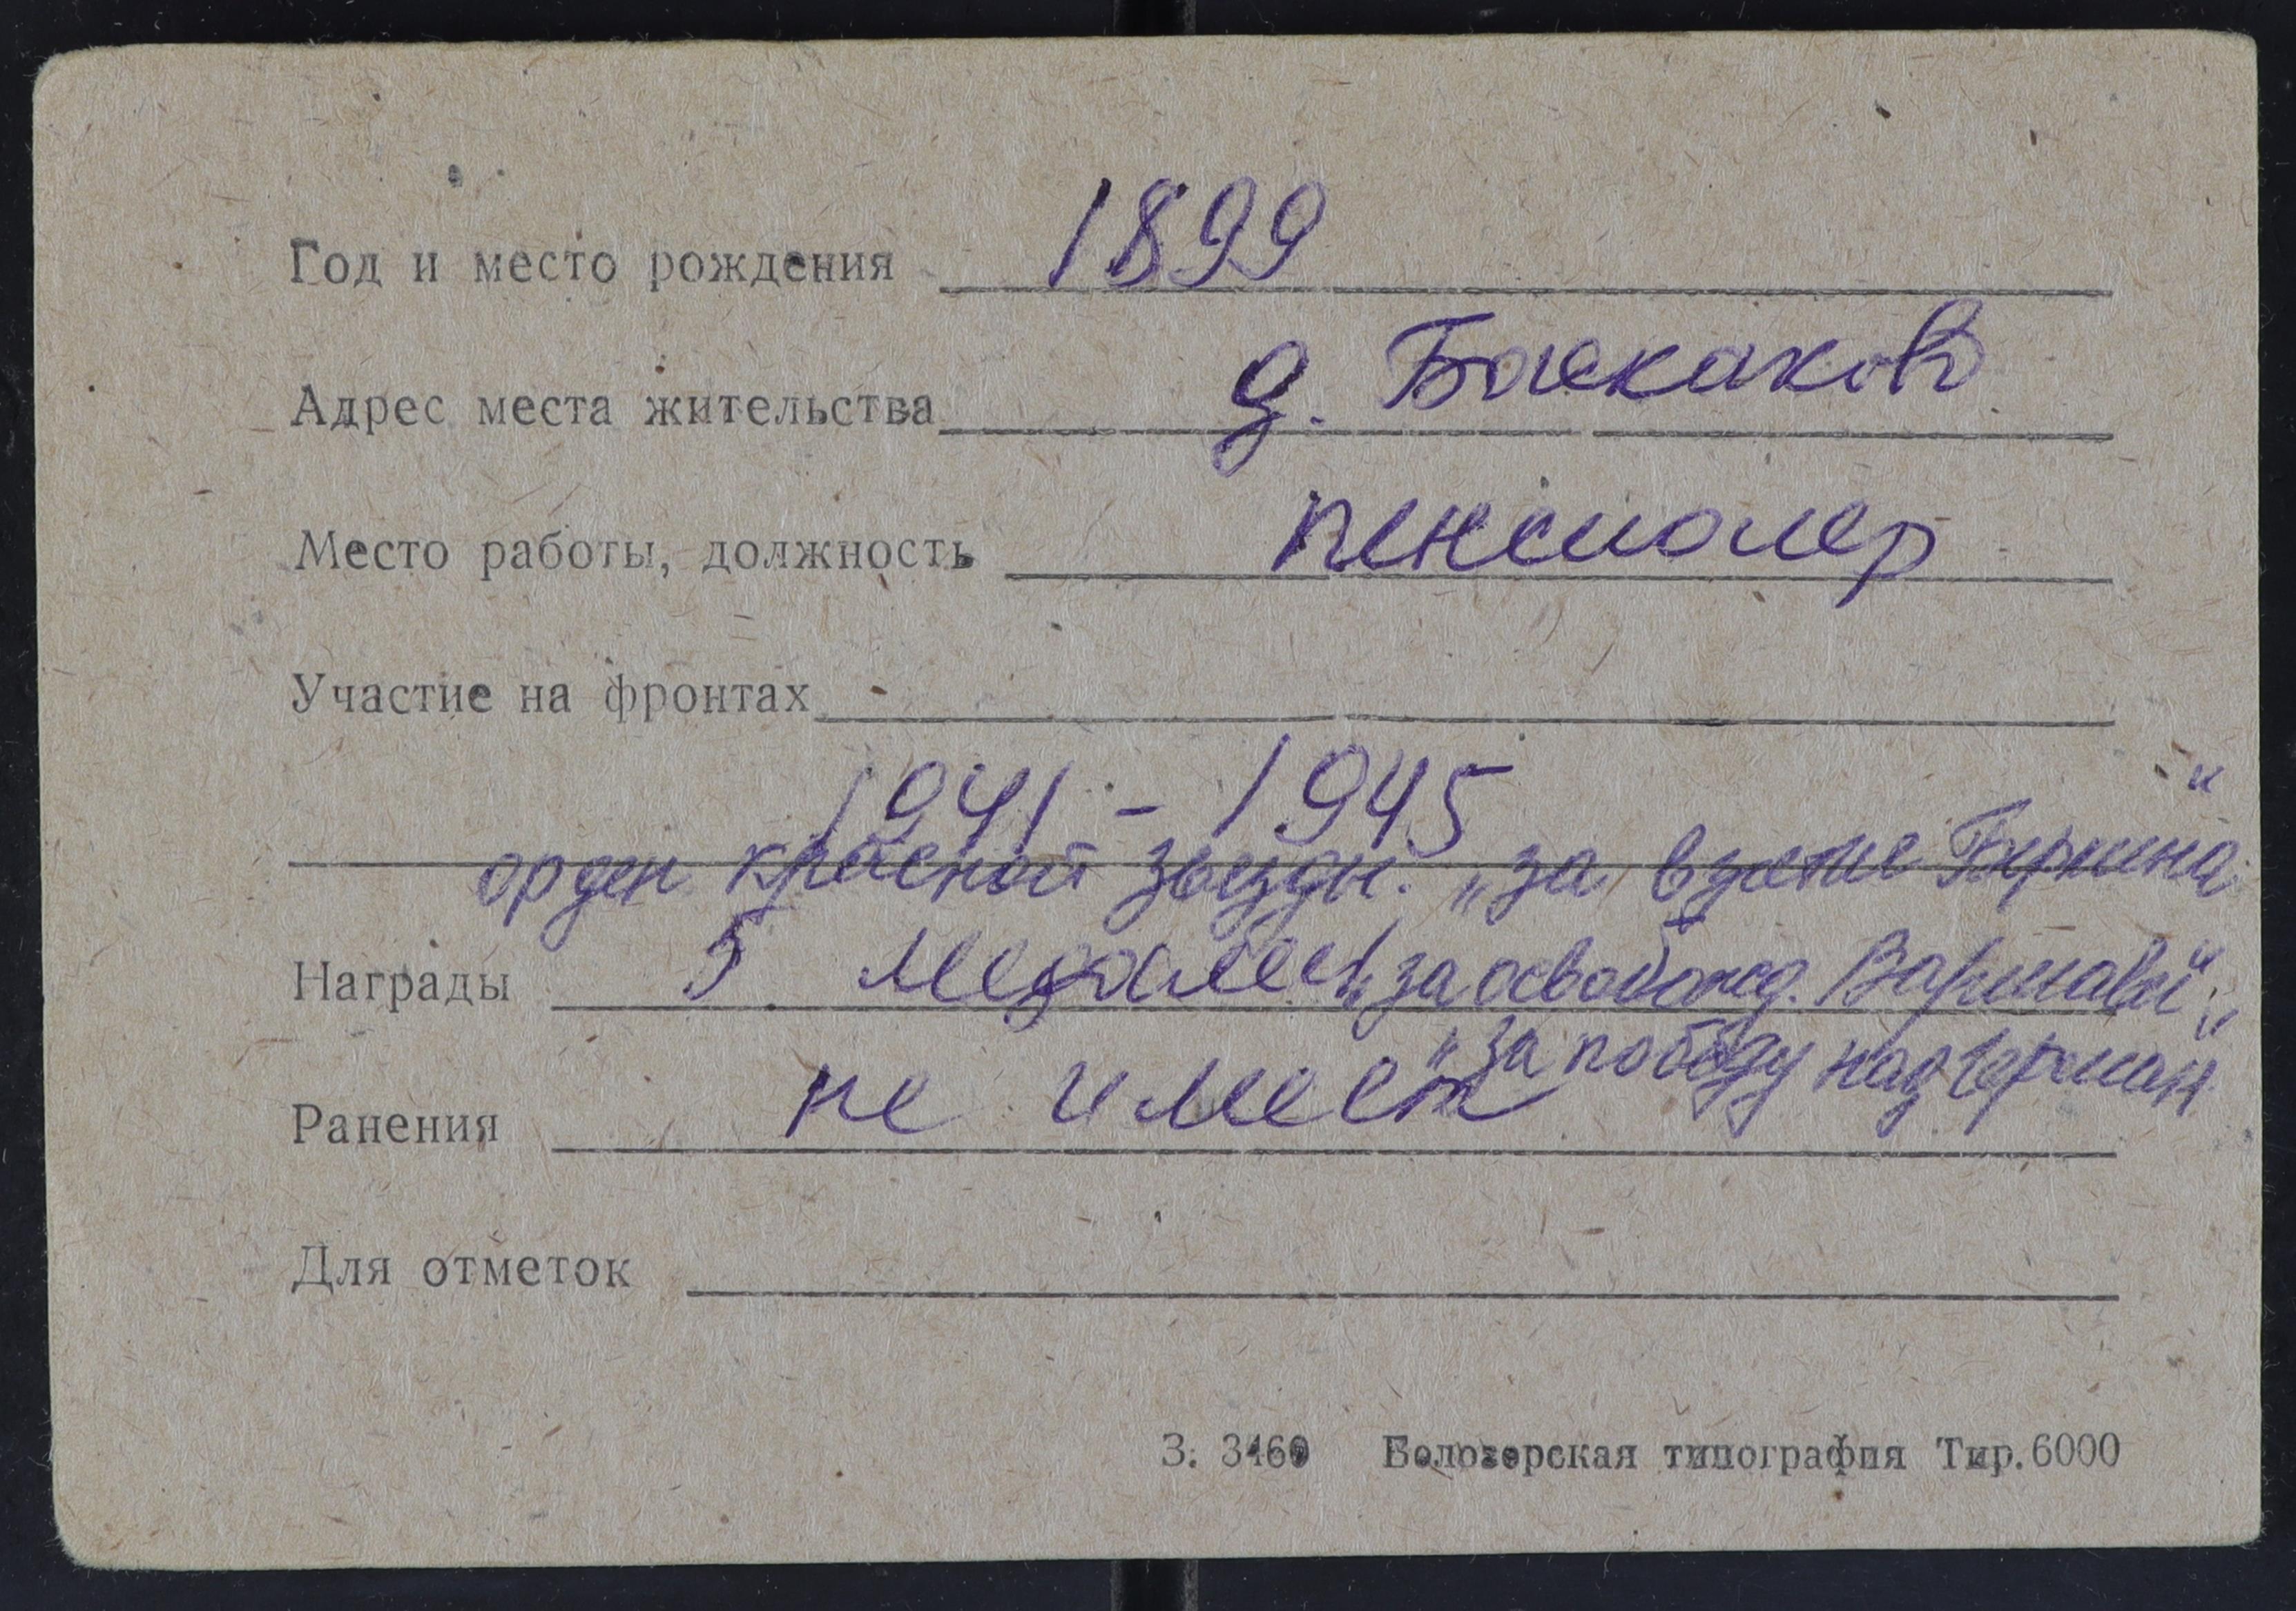 Год и место рождения 1899
Адрес места жительства д. Баскаково
Место работы, должность пенсионер
Участие на фронтах
1941 - 1945
орден красной звезды. „за взятие Берлина“
Награды 5 медалей „за освобожд. Варшавы“,
„за победу над Герман
Ранения не имеет
Для отметок
З. 3460 Белозерская типография Тир. 6000